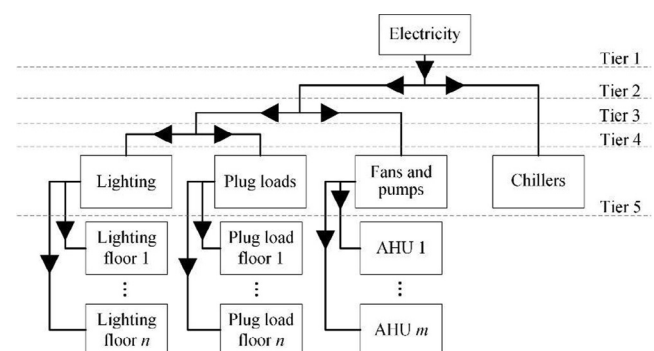 Electricity
Tier 1
Tier 2
Tier 3
Tier 4
Lighting
Plug loads
Fans and
pumps
Chillers
Tier 5
Lighting
floor 1
Plug load
floor 1
AHU 1
⋮
⋮
⋮
Lighting
floor n
Plug load
floor n
AHU m